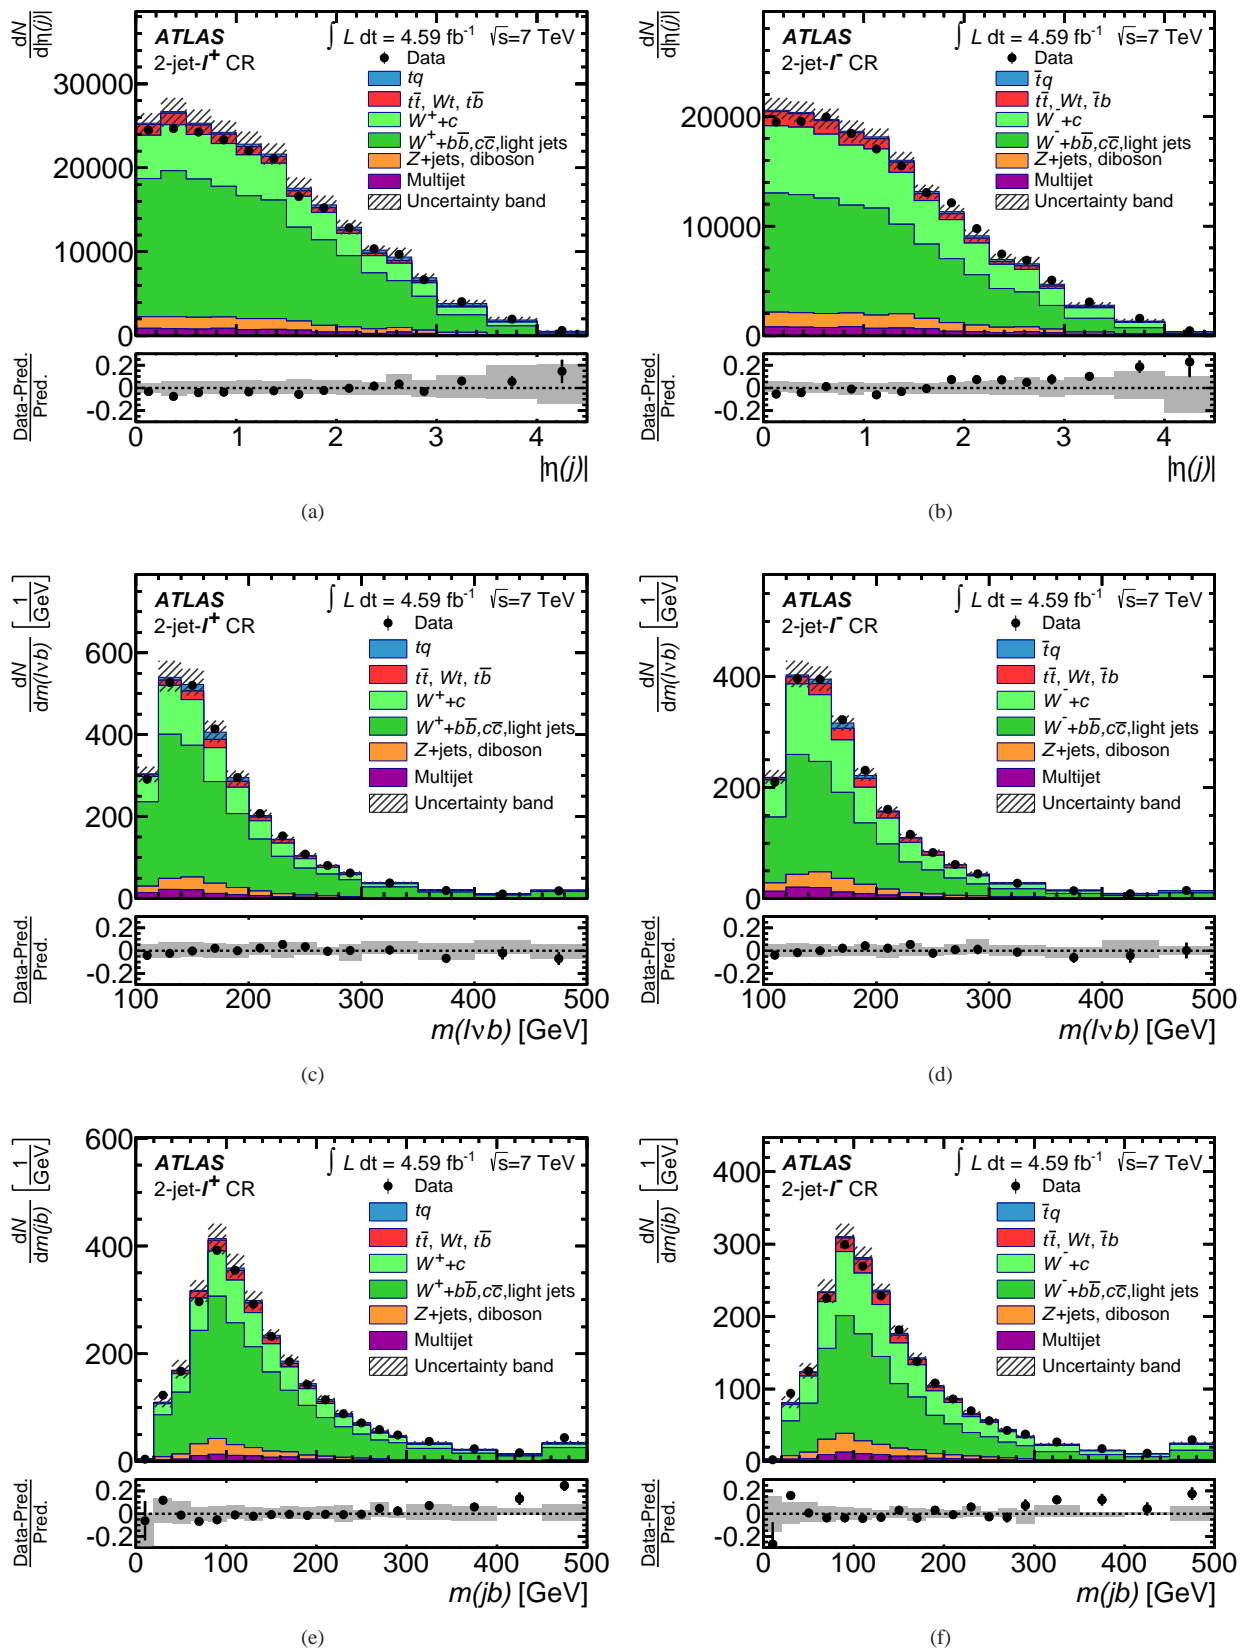 dN
d|η(j)|
ATLAS
∫ L dt = 4.59 fb-1 √s=7 TeV
2-jet-l+ CR
Data
tq
tt̄, Wt, tb̄
W+ +c
W+ +bb̄,cc̄,light jets
Z+jets, diboson
Multijet
Uncertainty band
30000
20000
10000
0
Data-Pred.
Pred.
0.2
0
-0.2
0 1 2 3 4
|η(j)|
(a)
dN
d|η(j)|
ATLAS
∫ L dt = 4.59 fb-1 √s=7 TeV
2-jet-l- CR
Data
t̄q
tt̄, Wt, t̄b
W- +c
W- +bb̄,cc̄,light jets
Z+jets, diboson
Multijet
Uncertainty band
20000
10000
0
Data-Pred.
Pred.
0.2
0
-0.2
0 1 2 3 4
|η(j)|
(b)
dN
dm(lνb)
[1/GeV]
ATLAS
∫ L dt = 4.59 fb-1 √s=7 TeV
2-jet-l+ CR
Data
tq
tt̄, Wt, tb̄
W+ +c
W+ +bb̄,cc̄,light jets
Z+jets, diboson
Multijet
Uncertainty band
600
400
200
0
Data-Pred.
Pred.
0.2
0
-0.2
100 200 300 400 500
m(lνb) [GeV]
(c)
dN
dm(lνb)
[1/GeV]
ATLAS
∫ L dt = 4.59 fb-1 √s=7 TeV
2-jet-l- CR
Data
t̄q
tt̄, Wt, t̄b
W- +c
W- +bb̄,cc̄,light jets
Z+jets, diboson
Multijet
Uncertainty band
400
200
0
Data-Pred.
Pred.
0.2
0
-0.2
100 200 300 400 500
m(lνb) [GeV]
(d)
dN
dm(jb)
[1/GeV]
ATLAS
∫ L dt = 4.59 fb-1 √s=7 TeV
2-jet-l+ CR
Data
tq
tt̄, Wt, tb̄
W+ +c
W+ +bb̄,cc̄,light jets
Z+jets, diboson
Multijet
Uncertainty band
600
400
200
0
Data-Pred.
Pred.
0.2
0
-0.2
0 100 200 300 400 500
m(jb) [GeV]
(e)
dN
dm(jb)
[1/GeV]
ATLAS
∫ L dt = 4.59 fb-1 √s=7 TeV
2-jet-l- CR
Data
t̄q
tt̄, Wt, t̄b
W- +c
W- +bb̄,cc̄,light jets
Z+jets, diboson
Multijet
Uncertainty band
400
300
200
100
0
Data-Pred.
Pred.
0.2
0
-0.2
0 100 200 300 400 500
m(jb) [GeV]
(f)